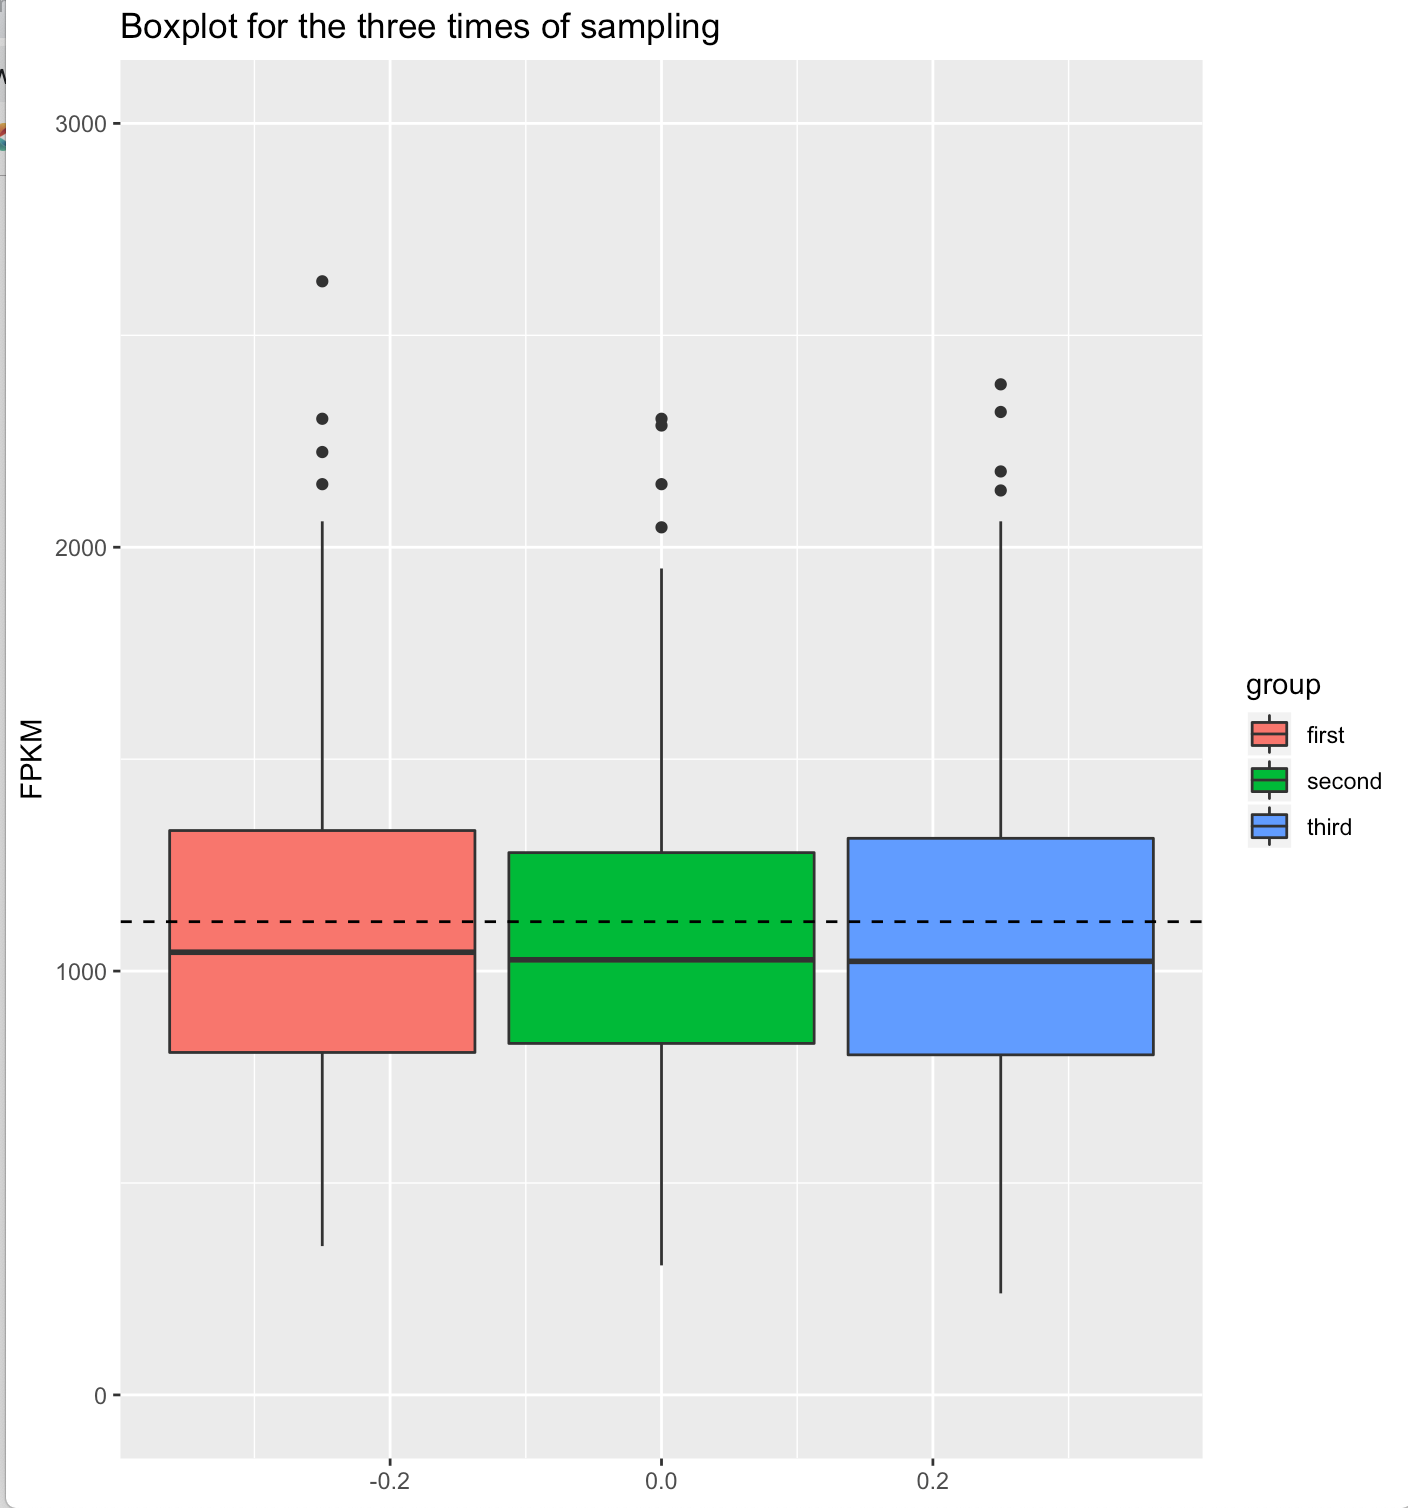 Boxplot for the three times of sampling
3000
2000
1000
0
FPKM
-0.2
0.0
0.2
group
first
second
third